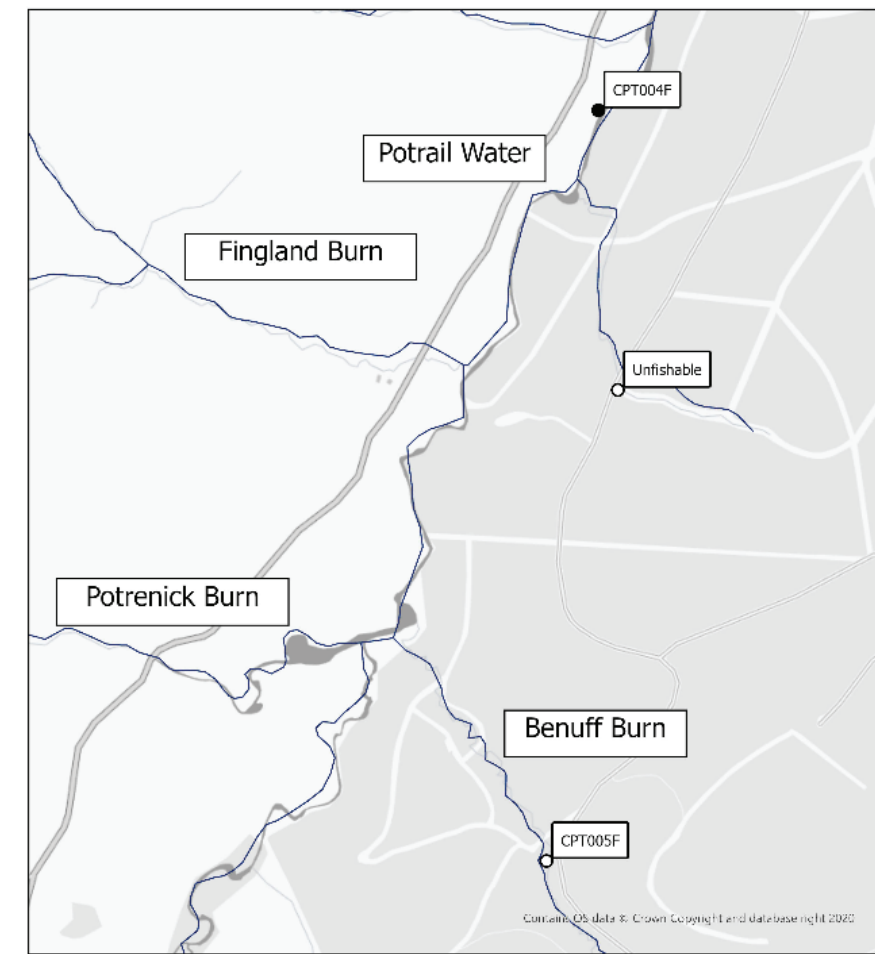 CPT004F
Potrail Water
Fingland Burn
Unfishable
Potrenick Burn
Benuff Burn
CPT005F
Contains OS data © Crown Copyright and database right 2020